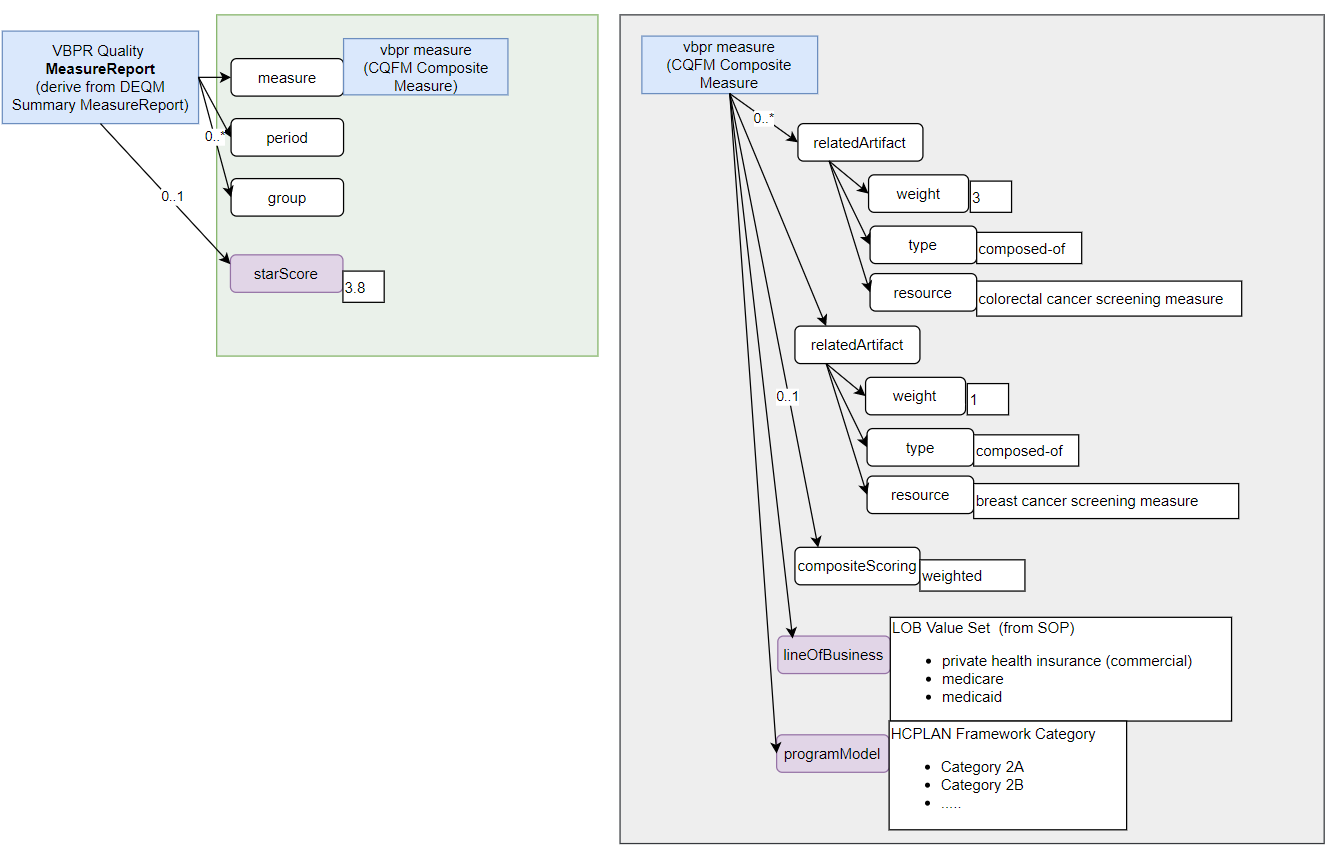 VBPR Quality
MeasureReport
(derive from DEQM
Summary MeasureReport)
measure
vbpr measure
(CQFM Composite
Measure)
0..*
period
0..1
group
starScore
3.8
vbpr measure
(CQFM Composite
Measure
0..*
relatedArtifact
weight
3
type
composed-of
resource
colorectal cancer screening measure
relatedArtifact
0..1
weight
1
type
composed-of
resource
breast cancer screening measure
compositeScoring
weighted
lineOfBusiness
LOB Value Set (from SOP)
• private health insurance (commercial)
• medicare
• medicaid
programModel
HCPLAN Framework Category
• Category 2A
• Category 2B
• .....